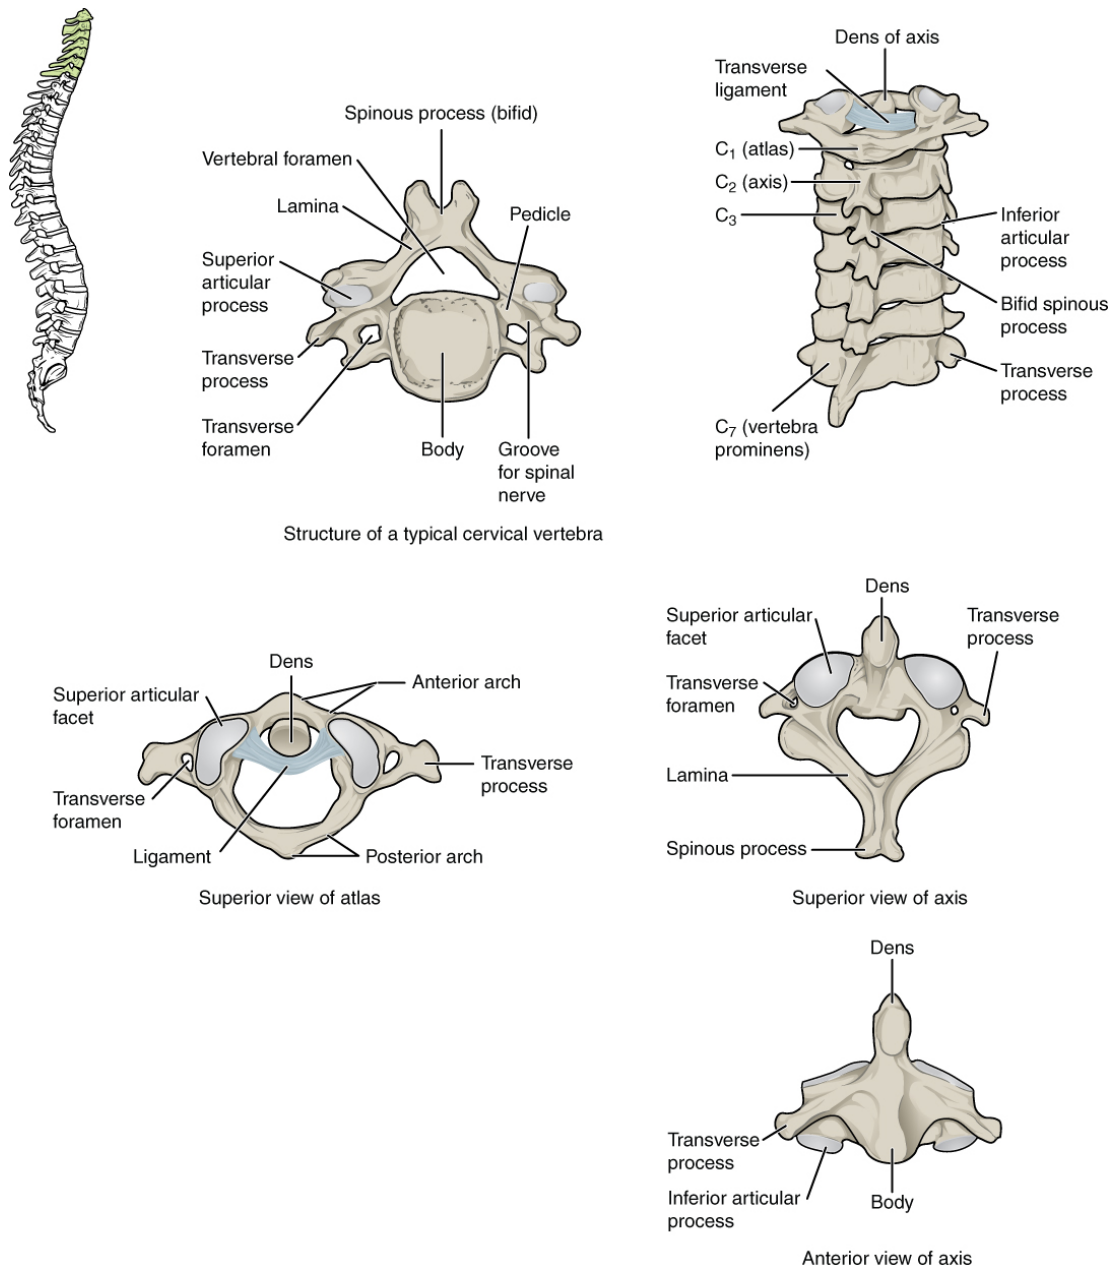 Spinous process (bifid)
Vertebral foramen
Lamina
Pedicle
Superior
articular
process
Transverse
process
Transverse
foramen
Body
Groove
for spinal
nerve
Structure of a typical cervical vertebra
Dens of axis
Transverse
ligament
C₁ (atlas)
C₂ (axis)
C₃
Inferior
articular
process
Bifid spinous
process
Transverse
process
C₇ (vertebra
prominens)
Dens
Anterior arch
Superior articular
facet
Transverse
process
Transverse
foramen
Ligament
Posterior arch
Superior view of atlas
Dens
Superior articular
facet
Transverse
process
Transverse
foramen
Lamina
Spinous process
Superior view of axis
Dens
Transverse
process
Inferior articular
process
Body
Anterior view of axis